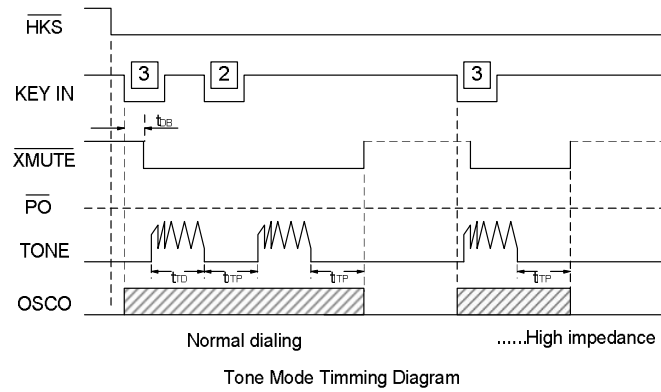 HKS
3 2 3
KEY IN
tDB
XMUTE
PO
TONE
tTD tTP tTP tTP
OSCO
Normal dialing ......High impedance
Tone Mode Timming Diagram